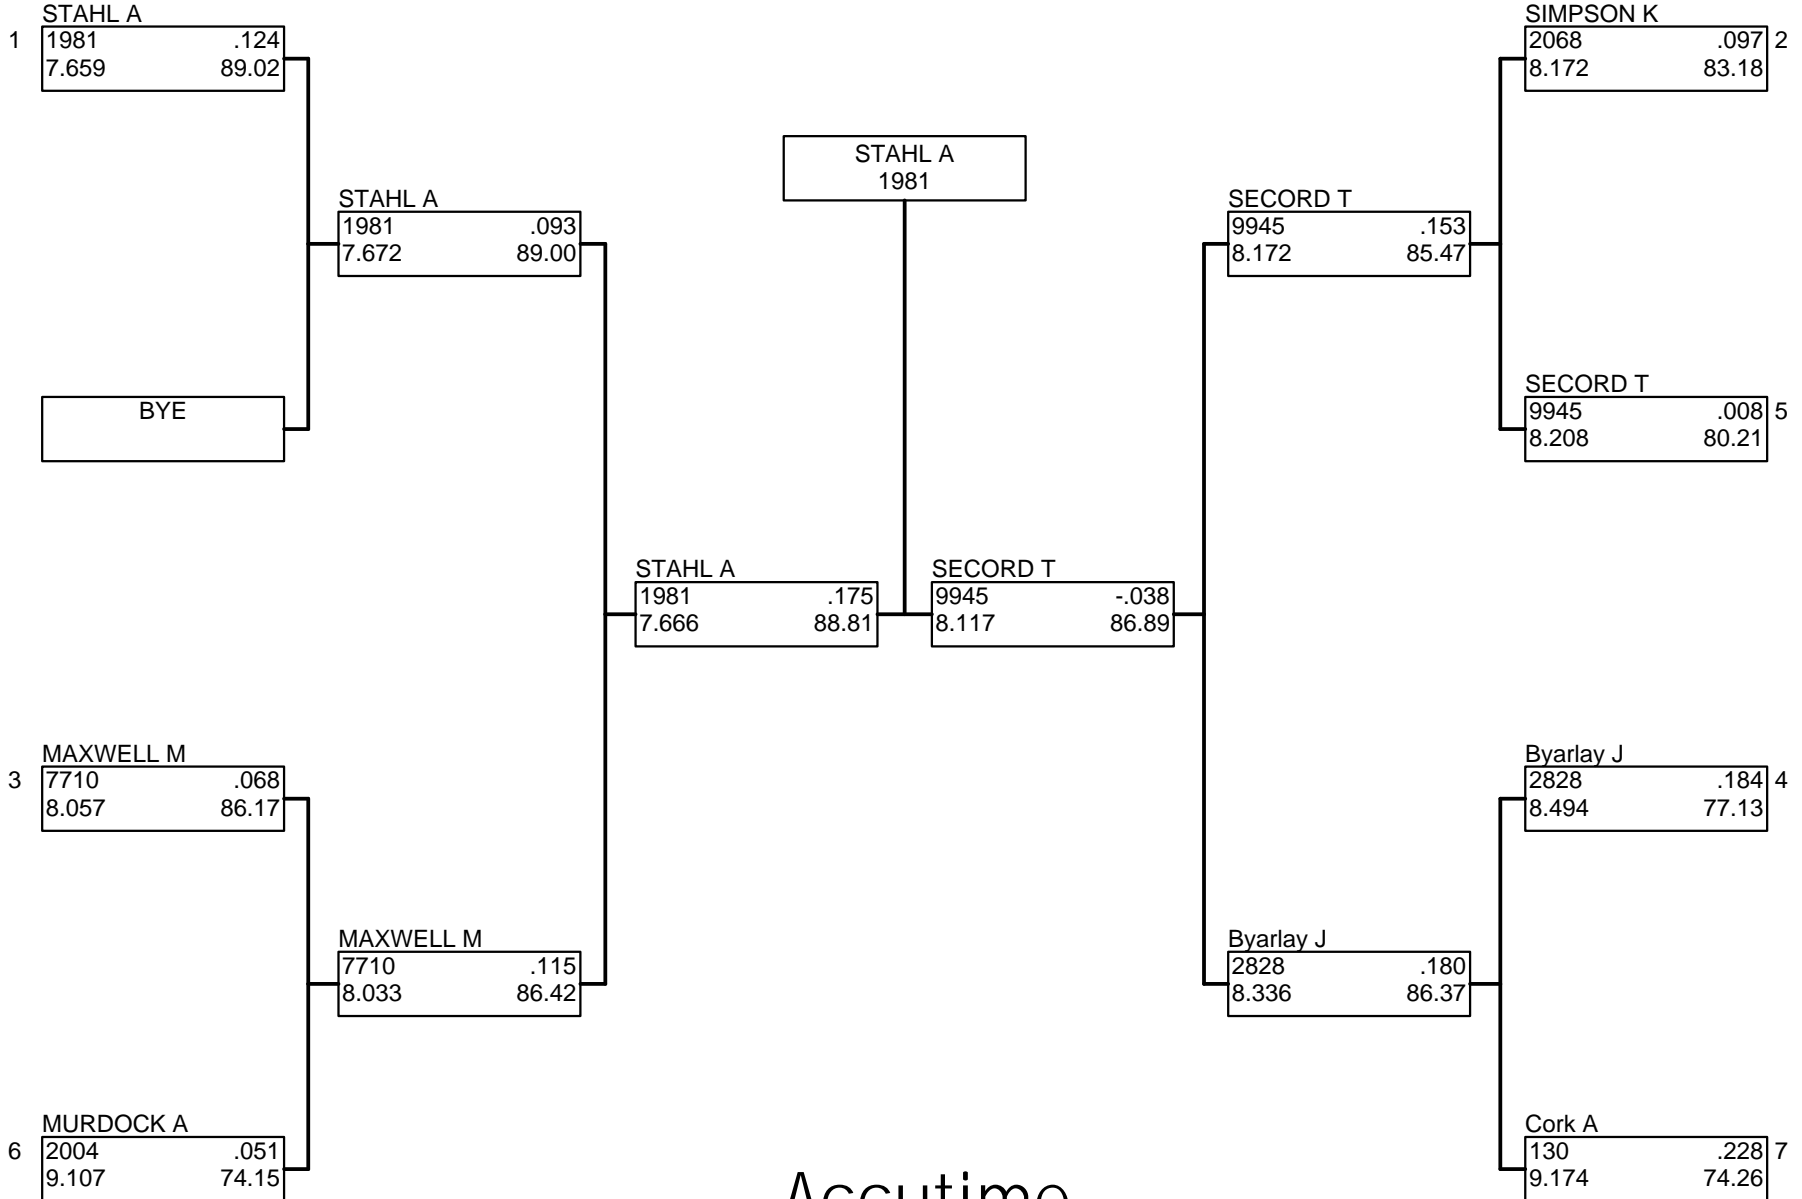 STAHL A
1 1981 .124
7.659 89.02
BYE
MAXWELL M
3 7710 .068
8.057 86.17
MURDOCK A
6 2004 .051
9.107 74.15
STAHL A
1981 .093
7.672 89.00
MAXWELL M
7710 .115
8.033 86.42
STAHL A
1981 .175
7.666 88.81
STAHL A
1981
SECORD T
9945 -.038
8.117 86.89
SECORD T
9945 .153
8.172 85.47
Byarlay J
2828 .180
8.336 86.37
SIMPSON K
2068 .097 2
8.172 83.18
SECORD T
9945 .008 5
8.208 80.21
Byarlay J
2828 .184 4
8.494 77.13
Cork A
130 .228 7
9.174 74.26
Accutime